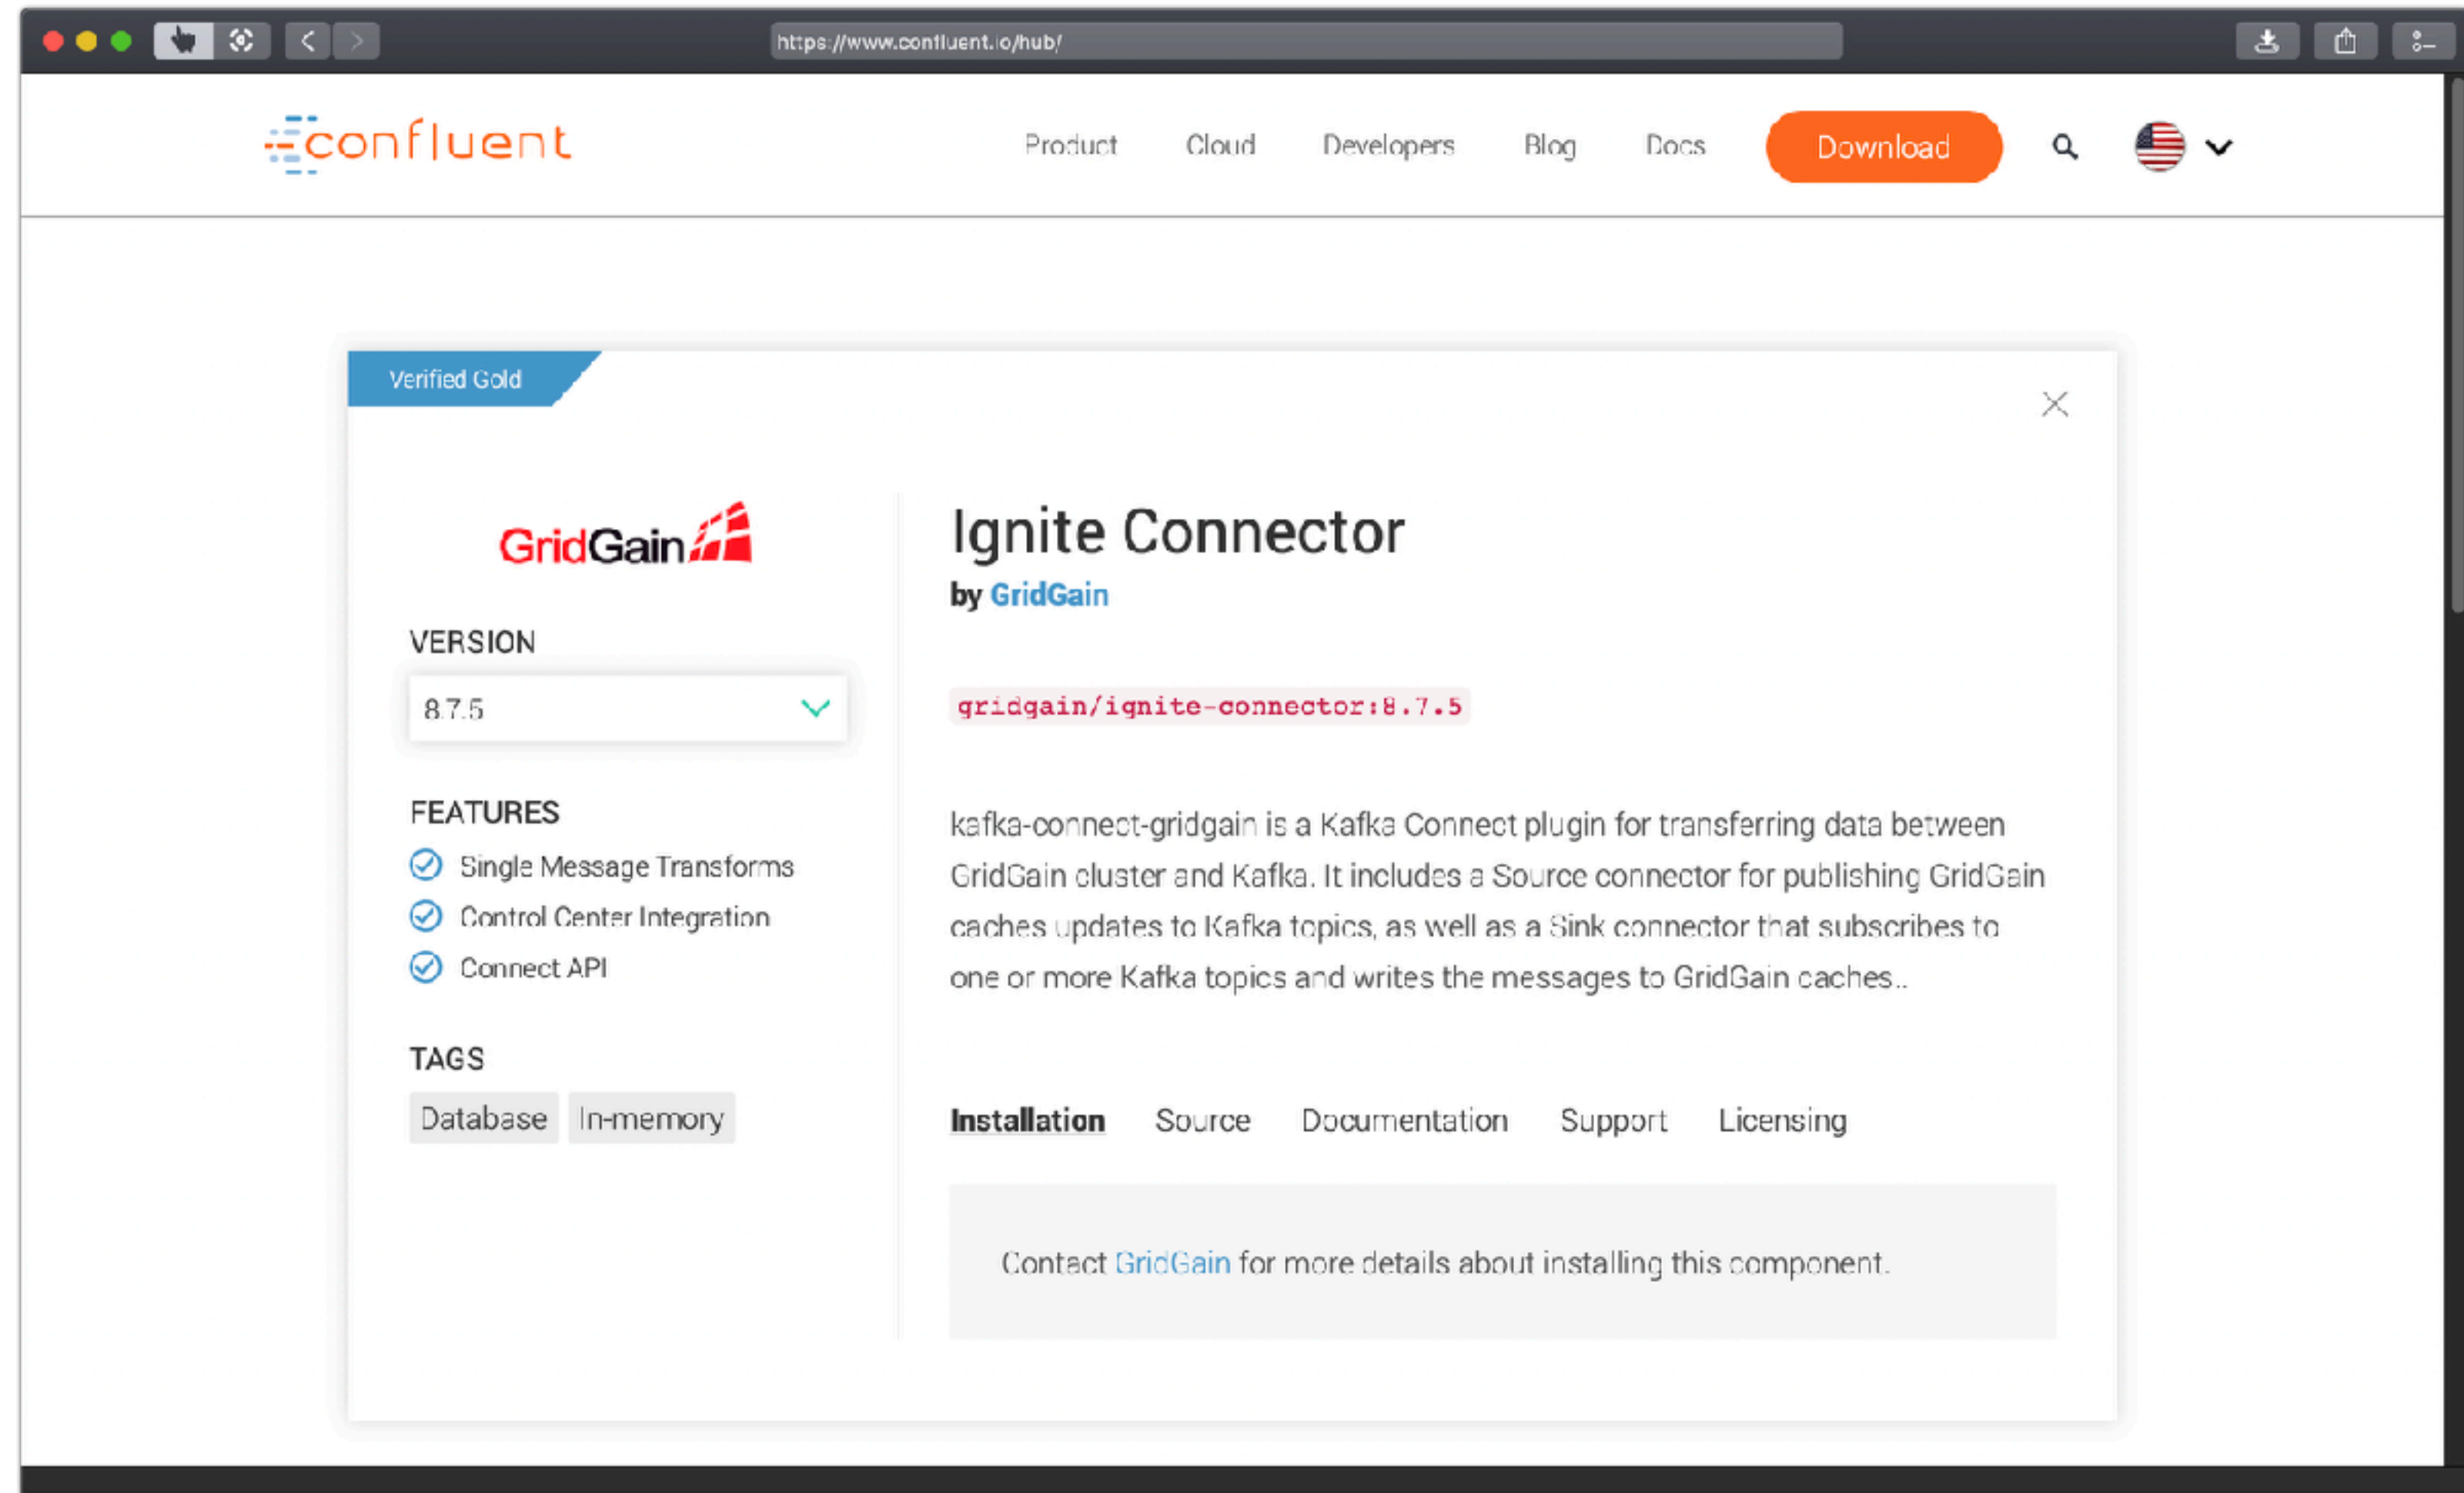 https://www.confluent.io/hub/
confluent
Product Cloud Developers Blog Docs Download
Verified Gold
GridGain
VERSION
8.7.5
FEATURES
Single Message Transforms
Control Center Integration
Connect API
TAGS
Database In-memory
Ignite Connector
by GridGain
gridgain/ignite-connector:8.7.5
kafka-connect-gridgain is a Kafka Connect plugin for transferring data between
GridGain cluster and Kafka. It includes a Source connector for publishing GridGain
caches updates to Kafka topics, as well as a Sink connector that subscribes to
one or more Kafka topics and writes the messages to GridGain caches..
Installation Source Documentation Support Licensing
Contact GridGain for more details about installing this component.